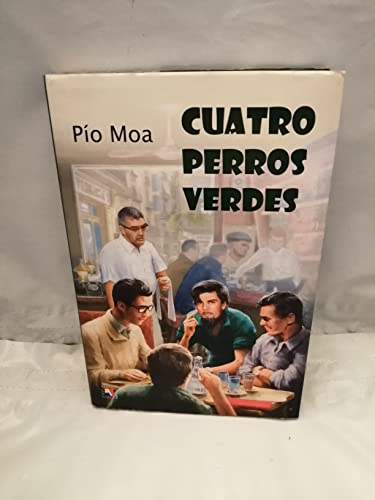 Pío Moa
CUATRO
PERROS
VERDES